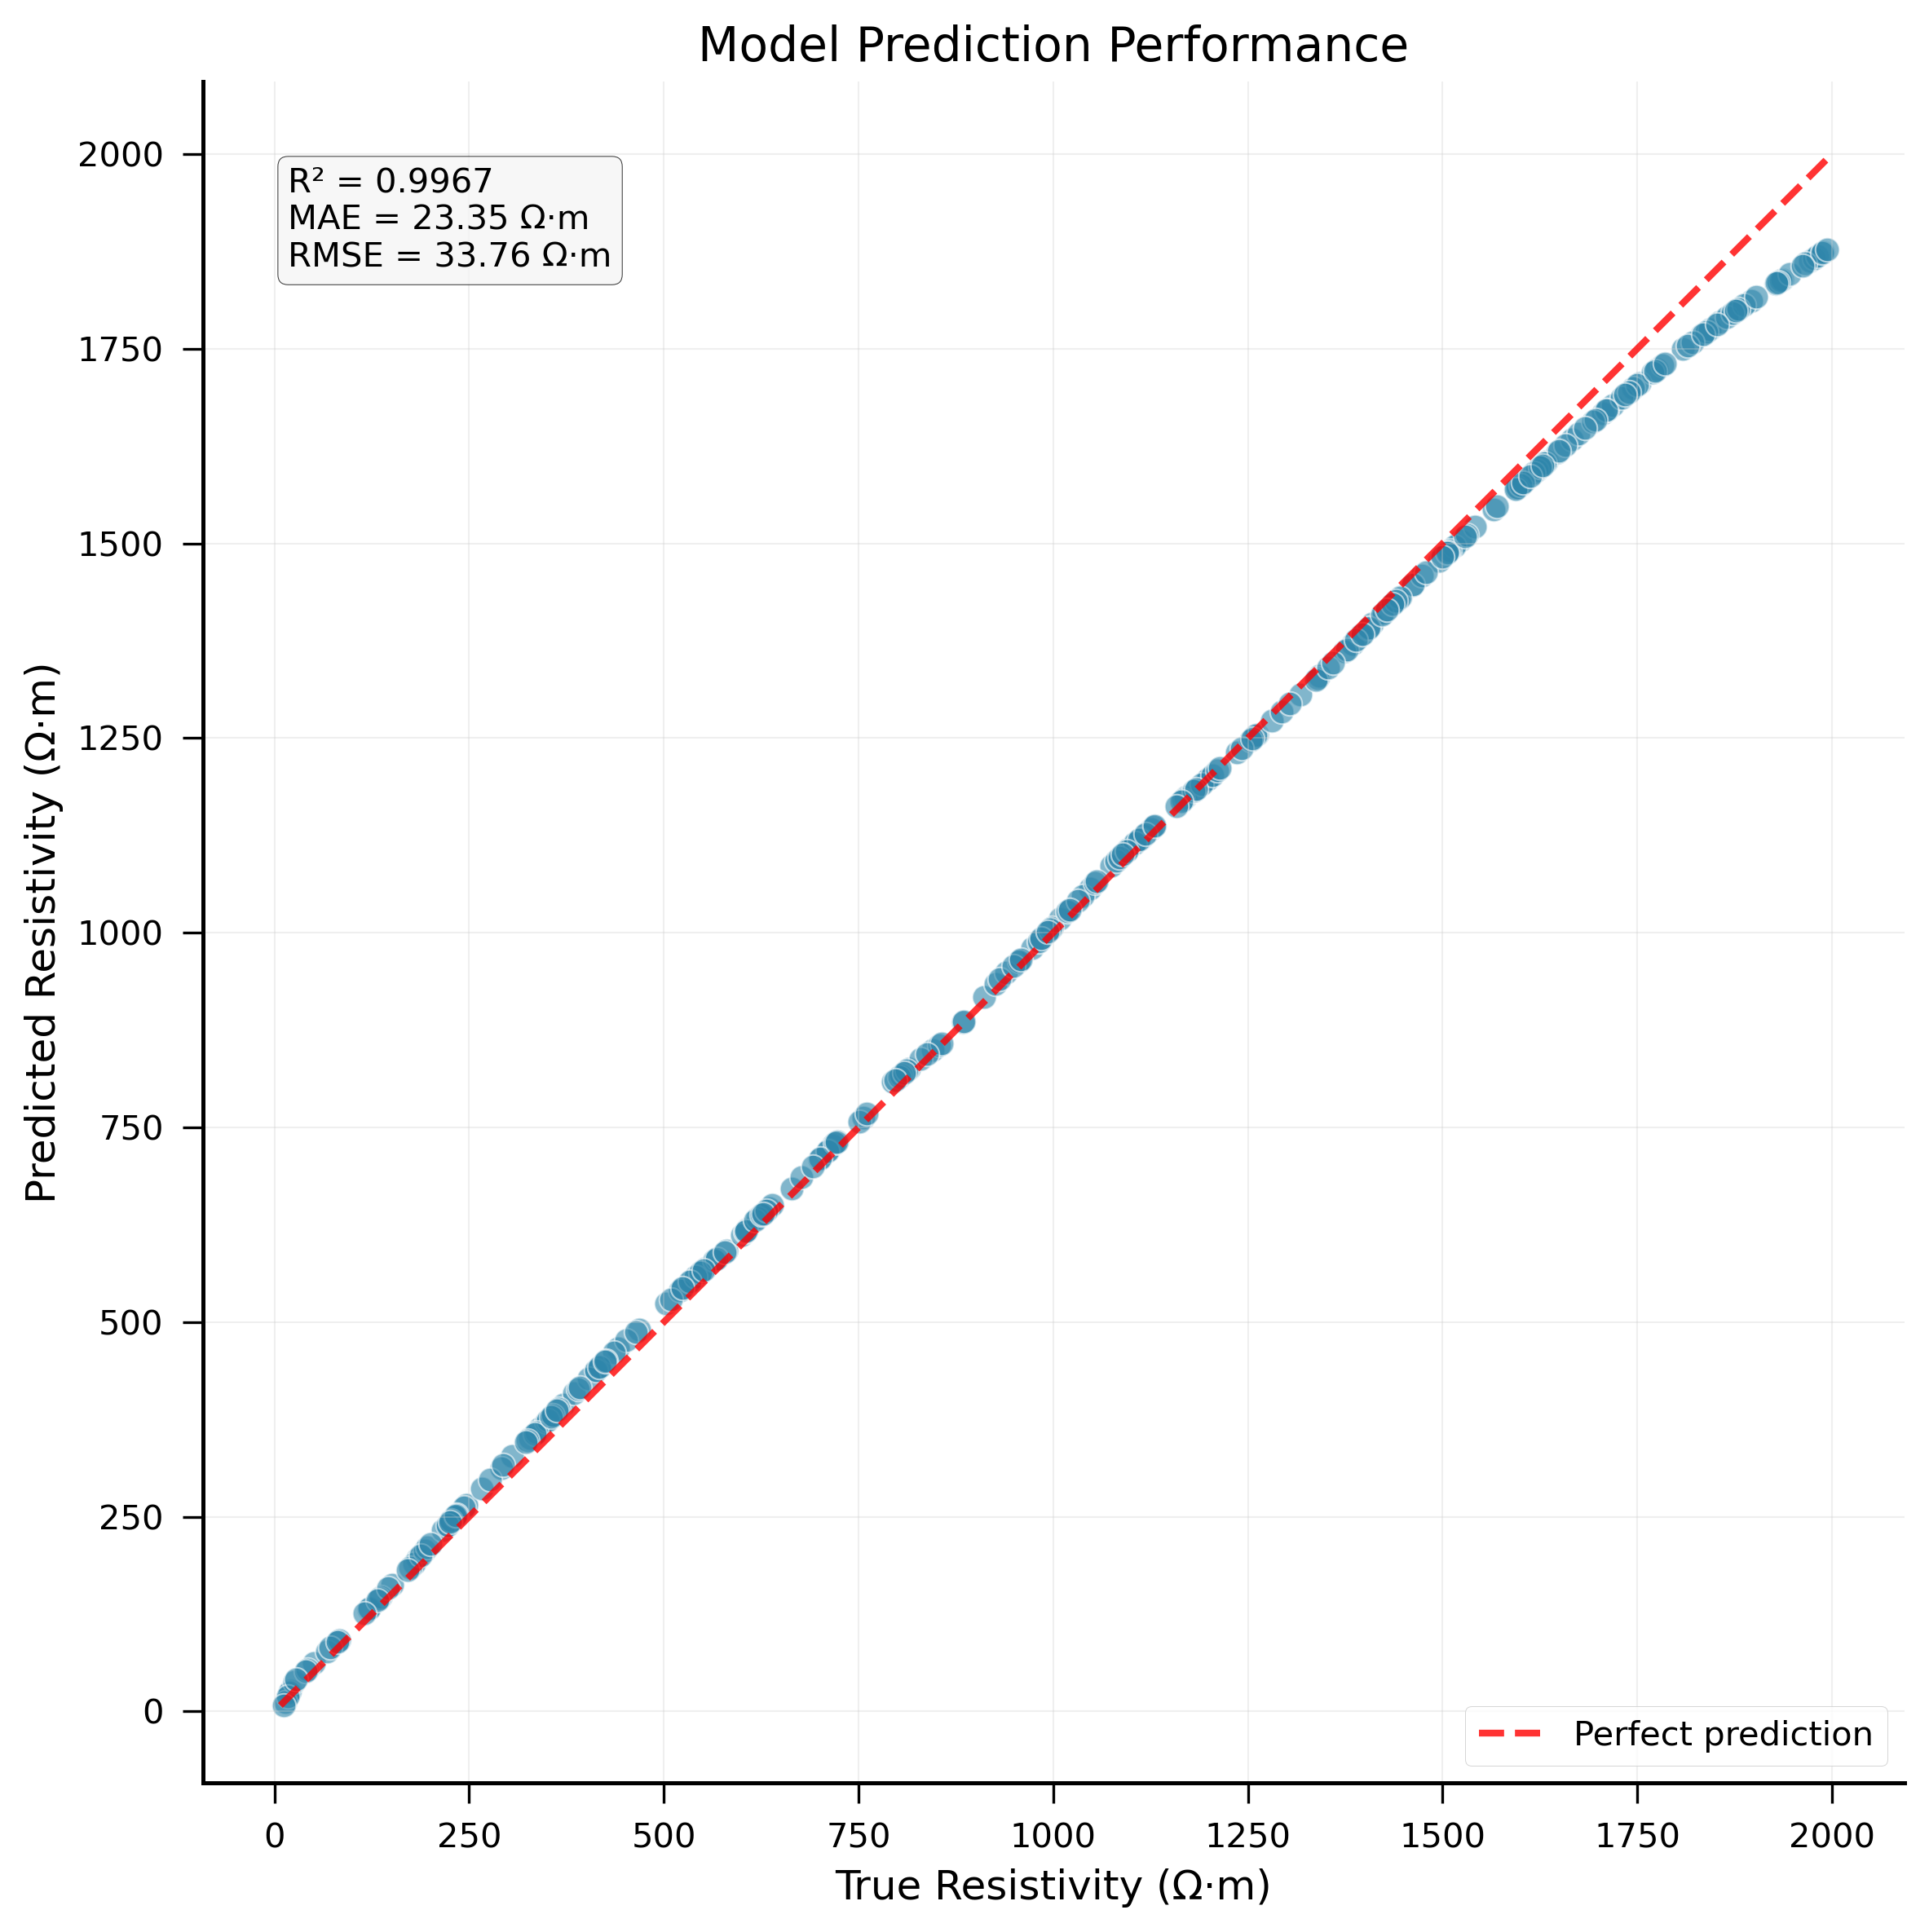 Model Prediction Performance
R² = 0.9967
MAE = 23.35 Ω·m
RMSE = 33.76 Ω·m
2000
1750
1500
1250
1000
750
500
250
0
Predicted Resistivity (Ω·m)
Perfect prediction
0 250 500 750 1000 1250 1500 1750 2000
True Resistivity (Ω·m)